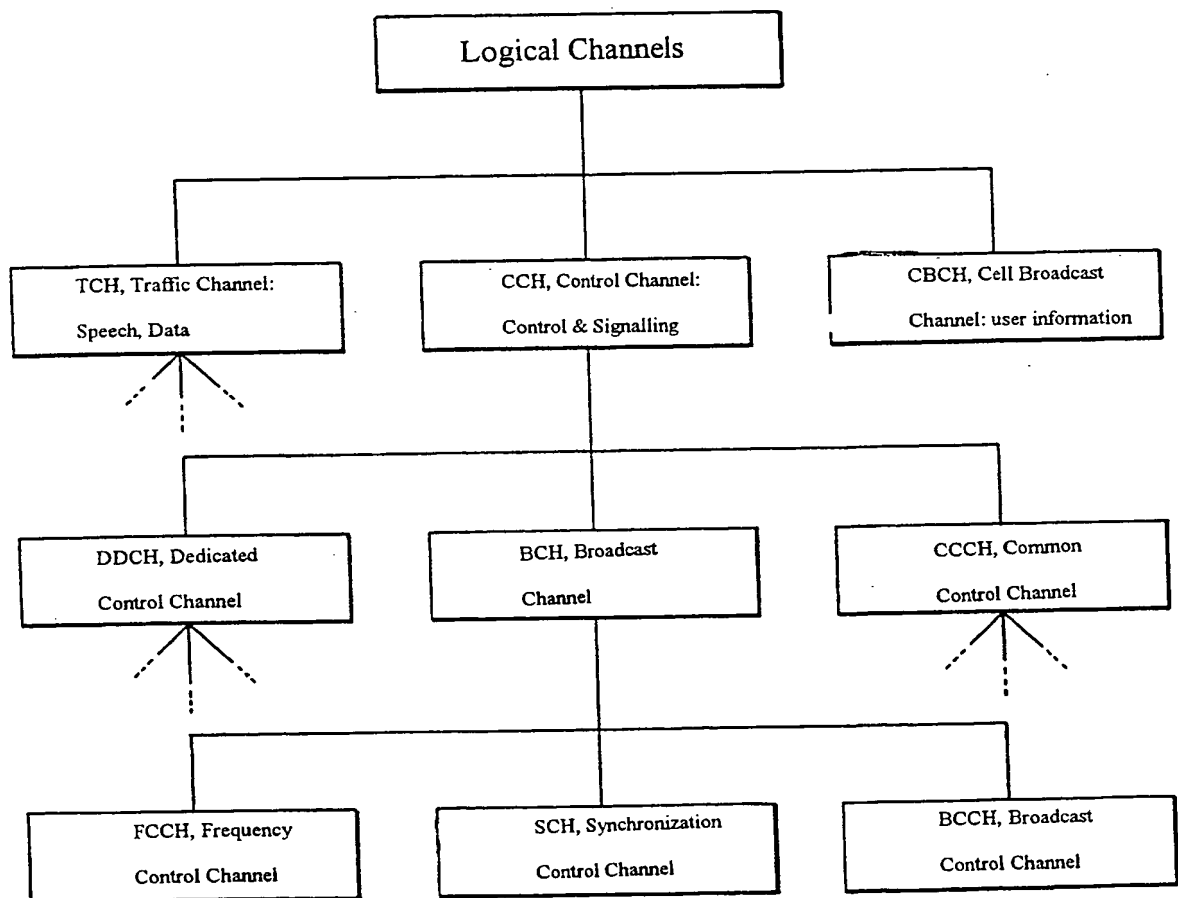 Logical Channels
TCH, Traffic Channel:
Speech, Data
CCH, Control Channel:
Control & Signalling
CBCH, Cell Broadcast
Channel: user information
DDCH, Dedicated
Control Channel
BCH, Broadcast
Channel
CCCH, Common
Control Channel
FCCH, Frequency
Control Channel
SCH, Synchronization
Control Channel
BCCH, Broadcast
Control Channel